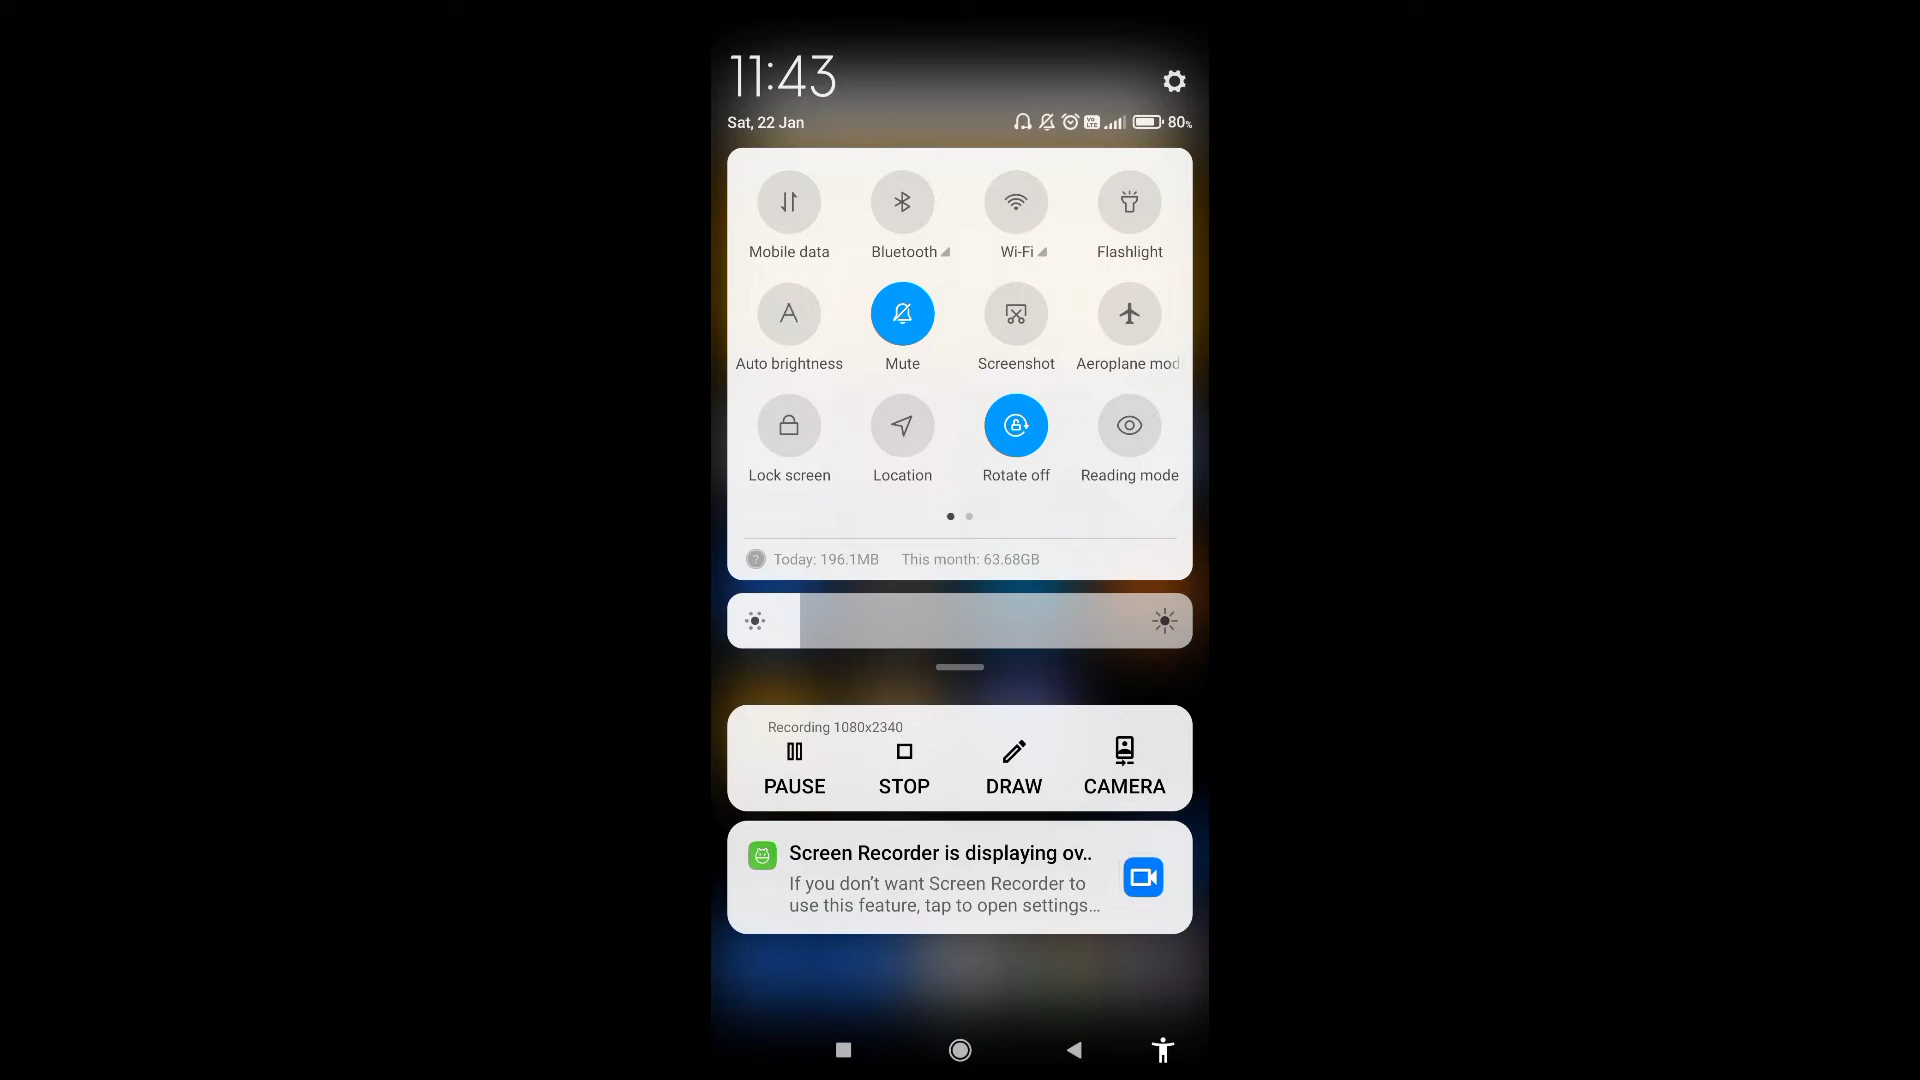 11:43
Sat, 22 Jan
Vo LTE 80%
Mobile data Bluetooth Wi-Fi Flashlight
Auto brightness Mute Screenshot Aeroplane mod
Lock screen Location Rotate off Reading mode
? Today: 196.1MB This month: 63.68GB
Recording 1080x2340
PAUSE STOP DRAW CAMERA
Screen Recorder is displaying ov..
If you don’t want Screen Recorder to
use this feature, tap to open settings...